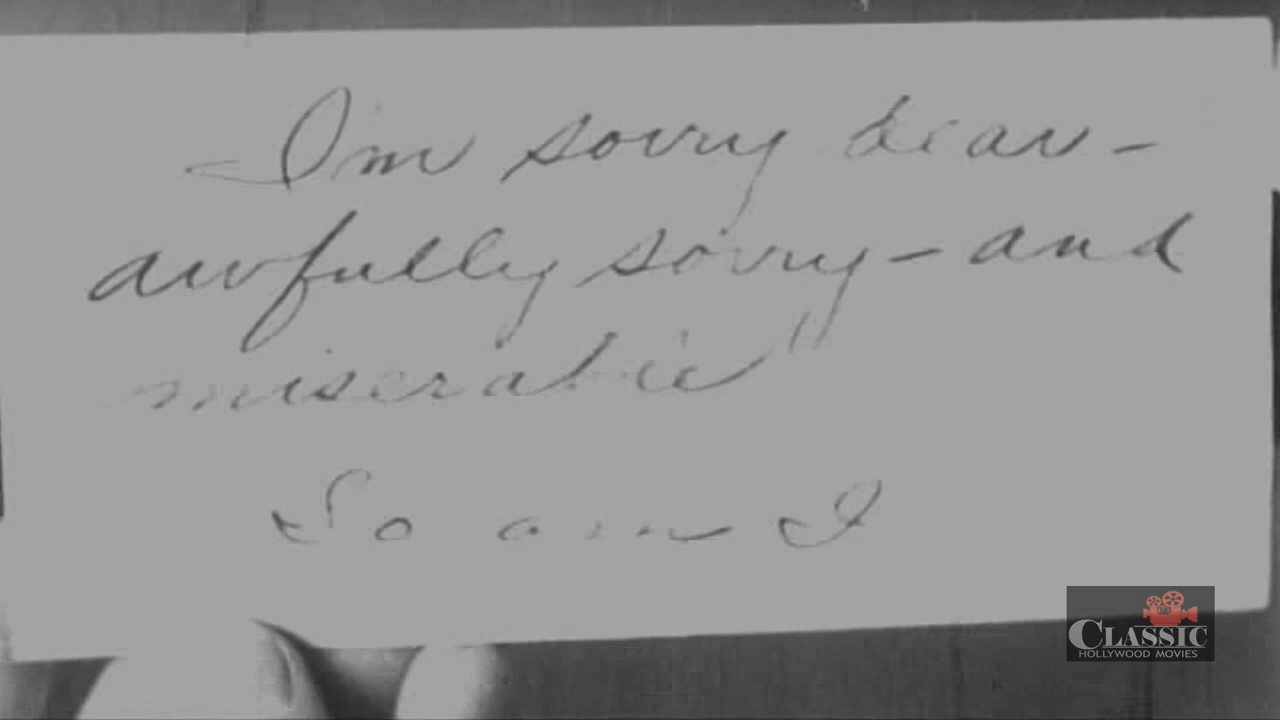 I'm sorry dear -
awfully sorry - and
miserable"
So am I
CLASSIC
HOLLYWOOD MOVIES